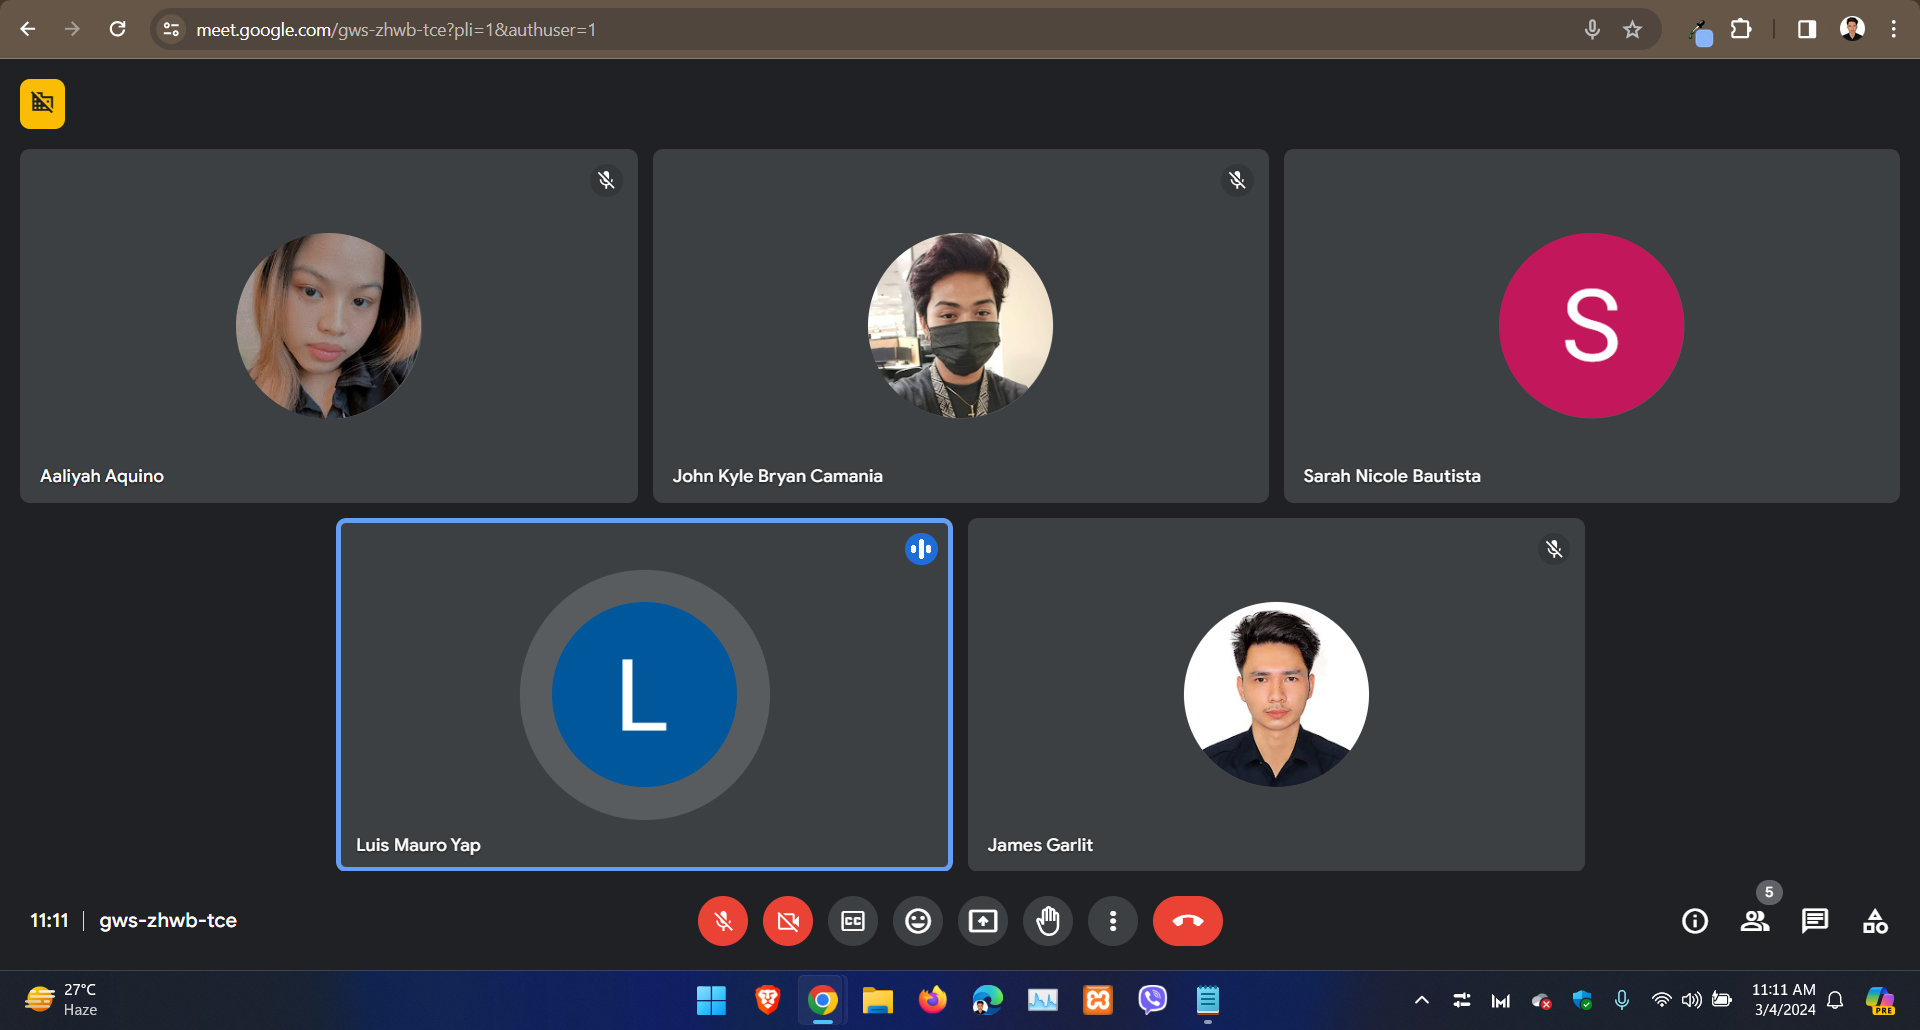 meet.google.com/gws-zhwb-tce?pli=1&authuser=1
S
Aaliyah Aquino
John Kyle Bryan Camania
Sarah Nicole Bautista
L
Luis Mauro Yap
James Garlit
11:11 | gws-zhwb-tce
CC
5
27°C
Haze
11:11 AM
3/4/2024
PRE